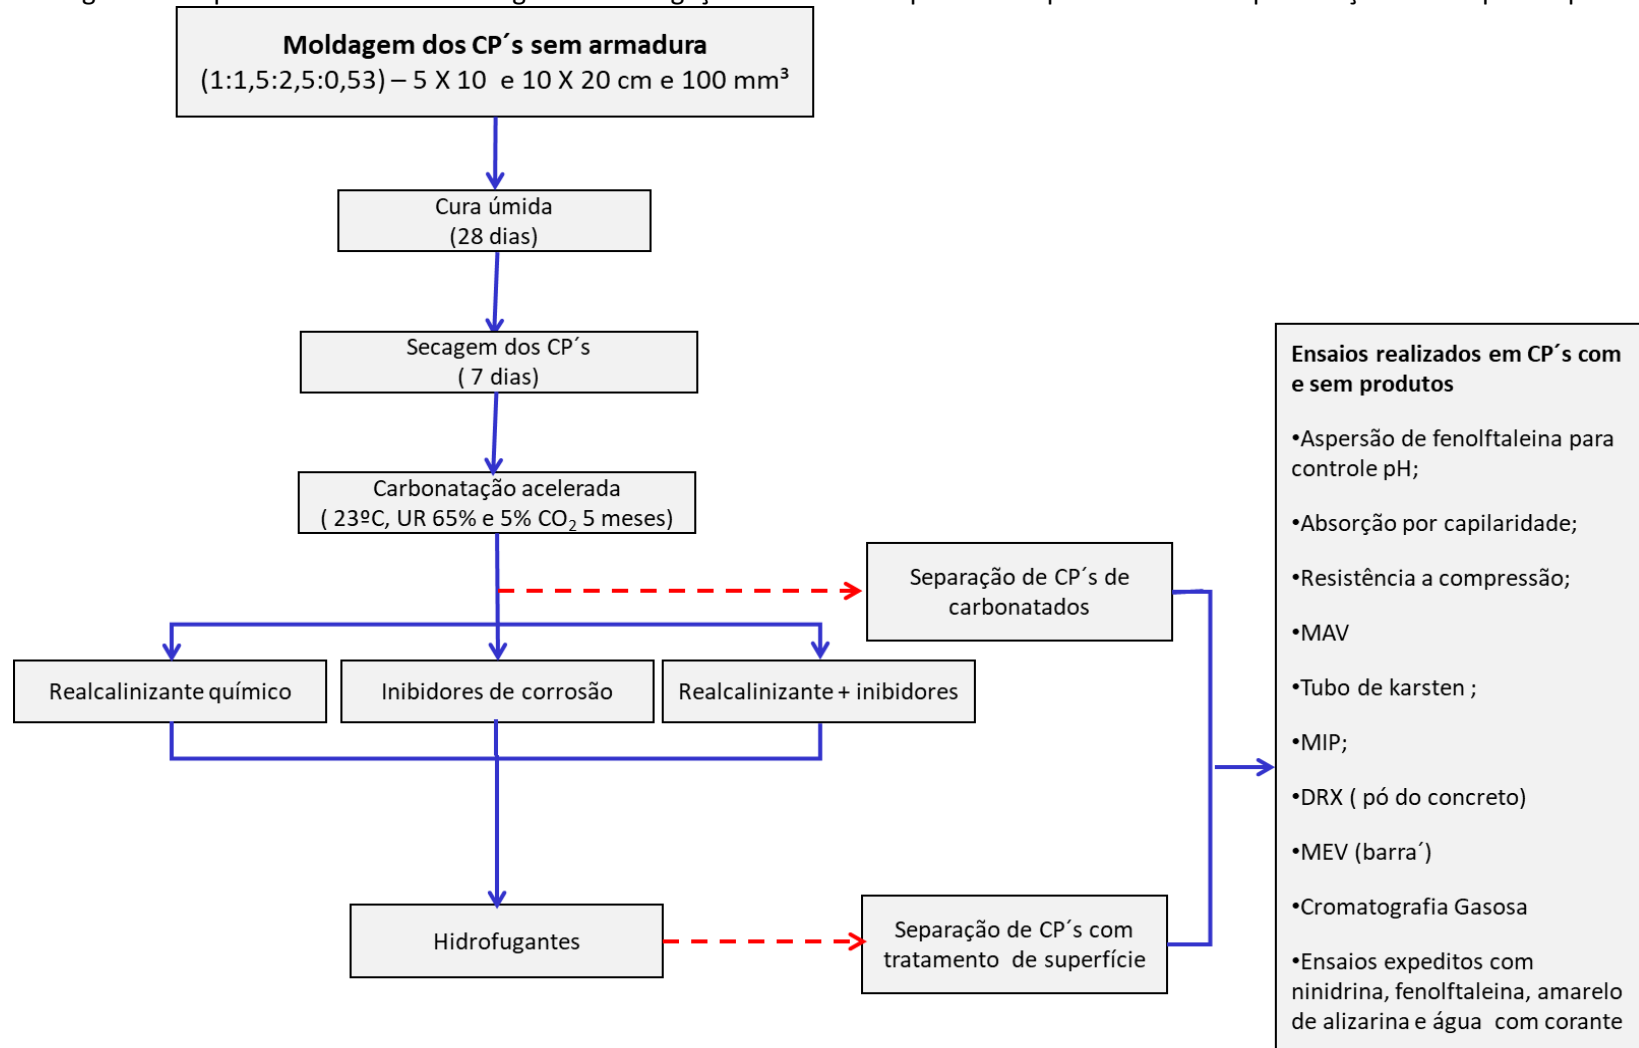 Moldagem dos CP´s sem armadura
(1:1,5:2,5:0,53) – 5 X 10 e 10 X 20 cm e 100 mm³
Cura úmida
(28 dias)
Secagem dos CP´s
( 7 dias)
Carbonatação acelerada
( 23ºC, UR 65% e 5% CO₂ 5 meses)
Separação de CP´s de
carbonatados
Realcalinizante químico
Inibidores de corrosão
Realcalinizante + inibidores
Hidrofugantes
Separação de CP´s com
tratamento de superfície
Ensaios realizados em CP´s com
e sem produtos
•Aspersão de fenolftaleina para
controle pH;
•Absorção por capilaridade;
•Resistência a compressão;
•MAV
•Tubo de karsten ;
•MIP;
•DRX ( pó do concreto)
•MEV (barra´)
•Cromatografia Gasosa
•Ensaios expeditos com
ninidrina, fenolftaleina, amarelo
de alizarina e água com corante